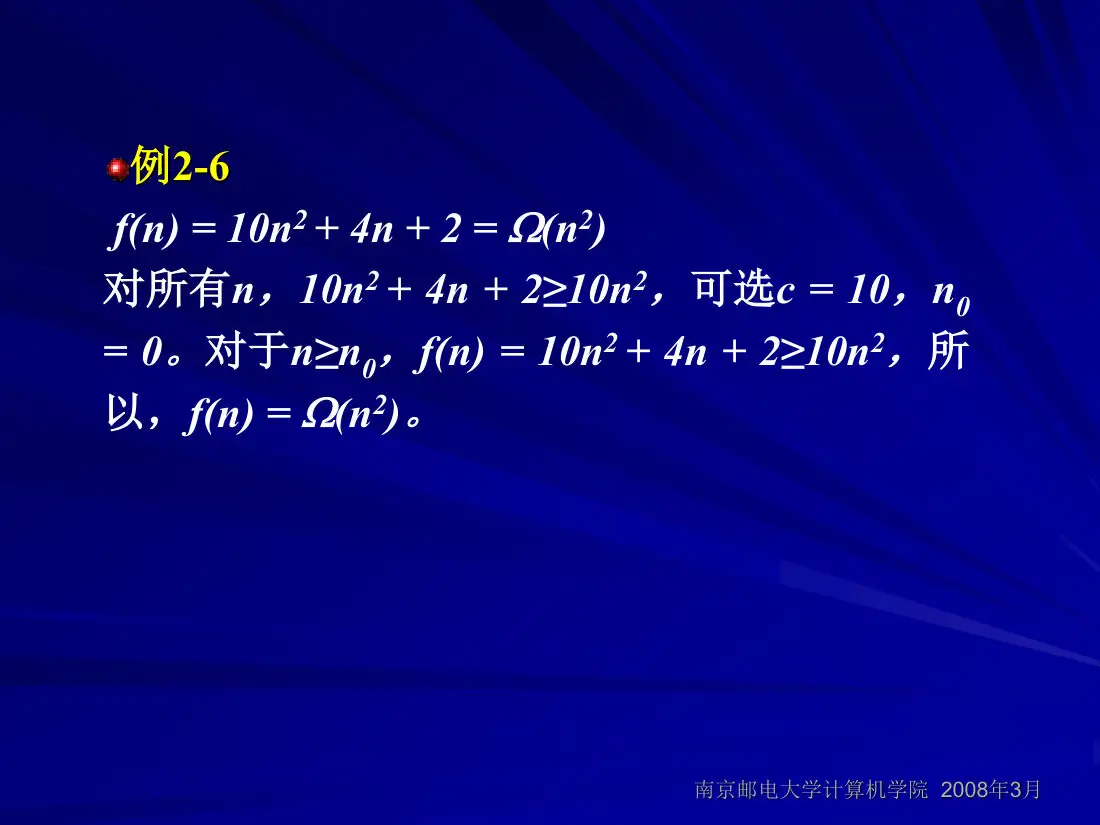 例2-6
f(n) = 10n² + 4n + 2 = Ω(n²)
对所有n，10n² + 4n + 2≥10n²，可选c = 10，n₀
= 0。对于n≥n₀，f(n) = 10n² + 4n + 2≥10n²，所
以，f(n) = Ω(n²)。
南京邮电大学计算机学院 2008年3月